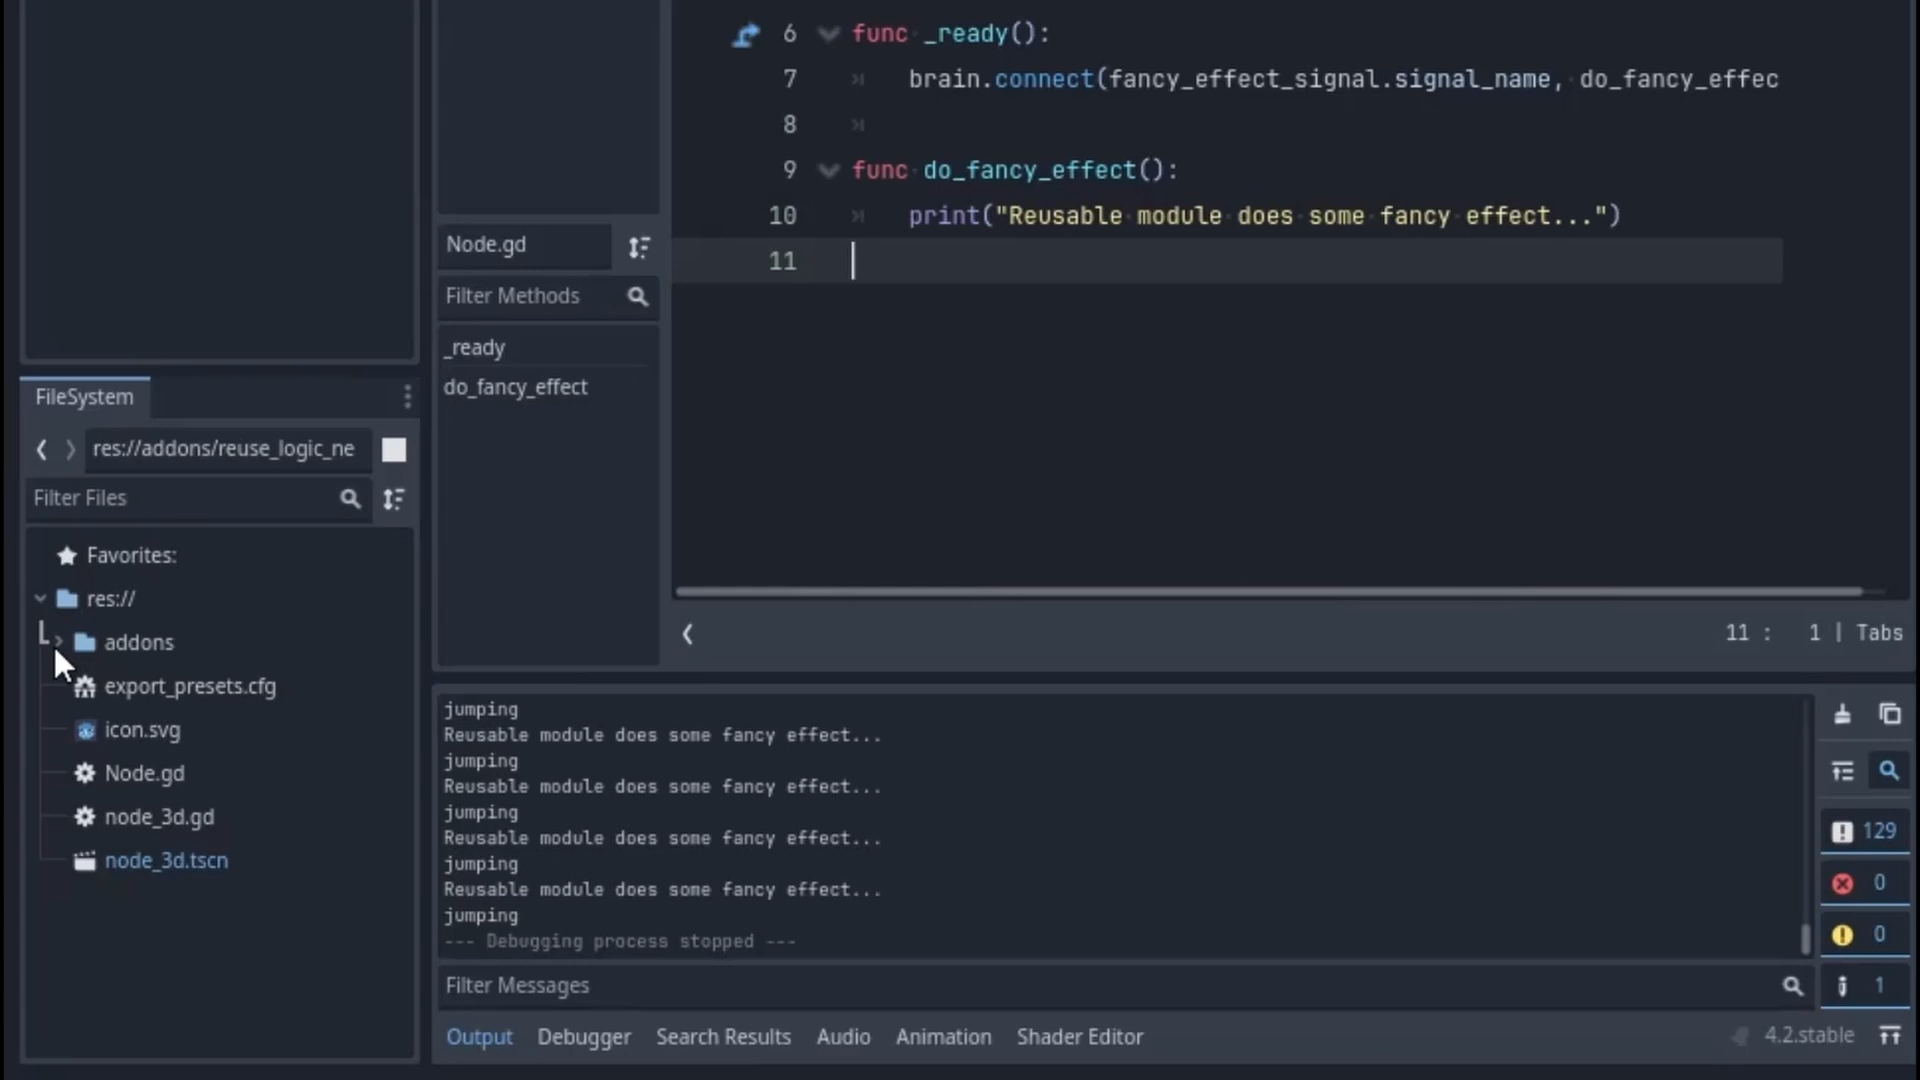 6 func _ready():
7 brain.connect(fancy_effect_signal.signal_name, do_fancy_effec
8
9 func do_fancy_effect():
10 print("Reusable module does some fancy effect...")
11
Node.gd
Filter Methods
_ready
do_fancy_effect
11 : 1 | Tabs
FileSystem
res://addons/reuse_logic_ne
Filter Files
Favorites:
res://
addons
export_presets.cfg
icon.svg
Node.gd
node_3d.gd
node_3d.tscn
jumping
Reusable module does some fancy effect...
jumping
Reusable module does some fancy effect...
jumping
Reusable module does some fancy effect...
jumping
Reusable module does some fancy effect...
jumping
--- Debugging process stopped ---
129
0
0
1
Filter Messages
Output Debugger Search Results Audio Animation Shader Editor 4.2.stable